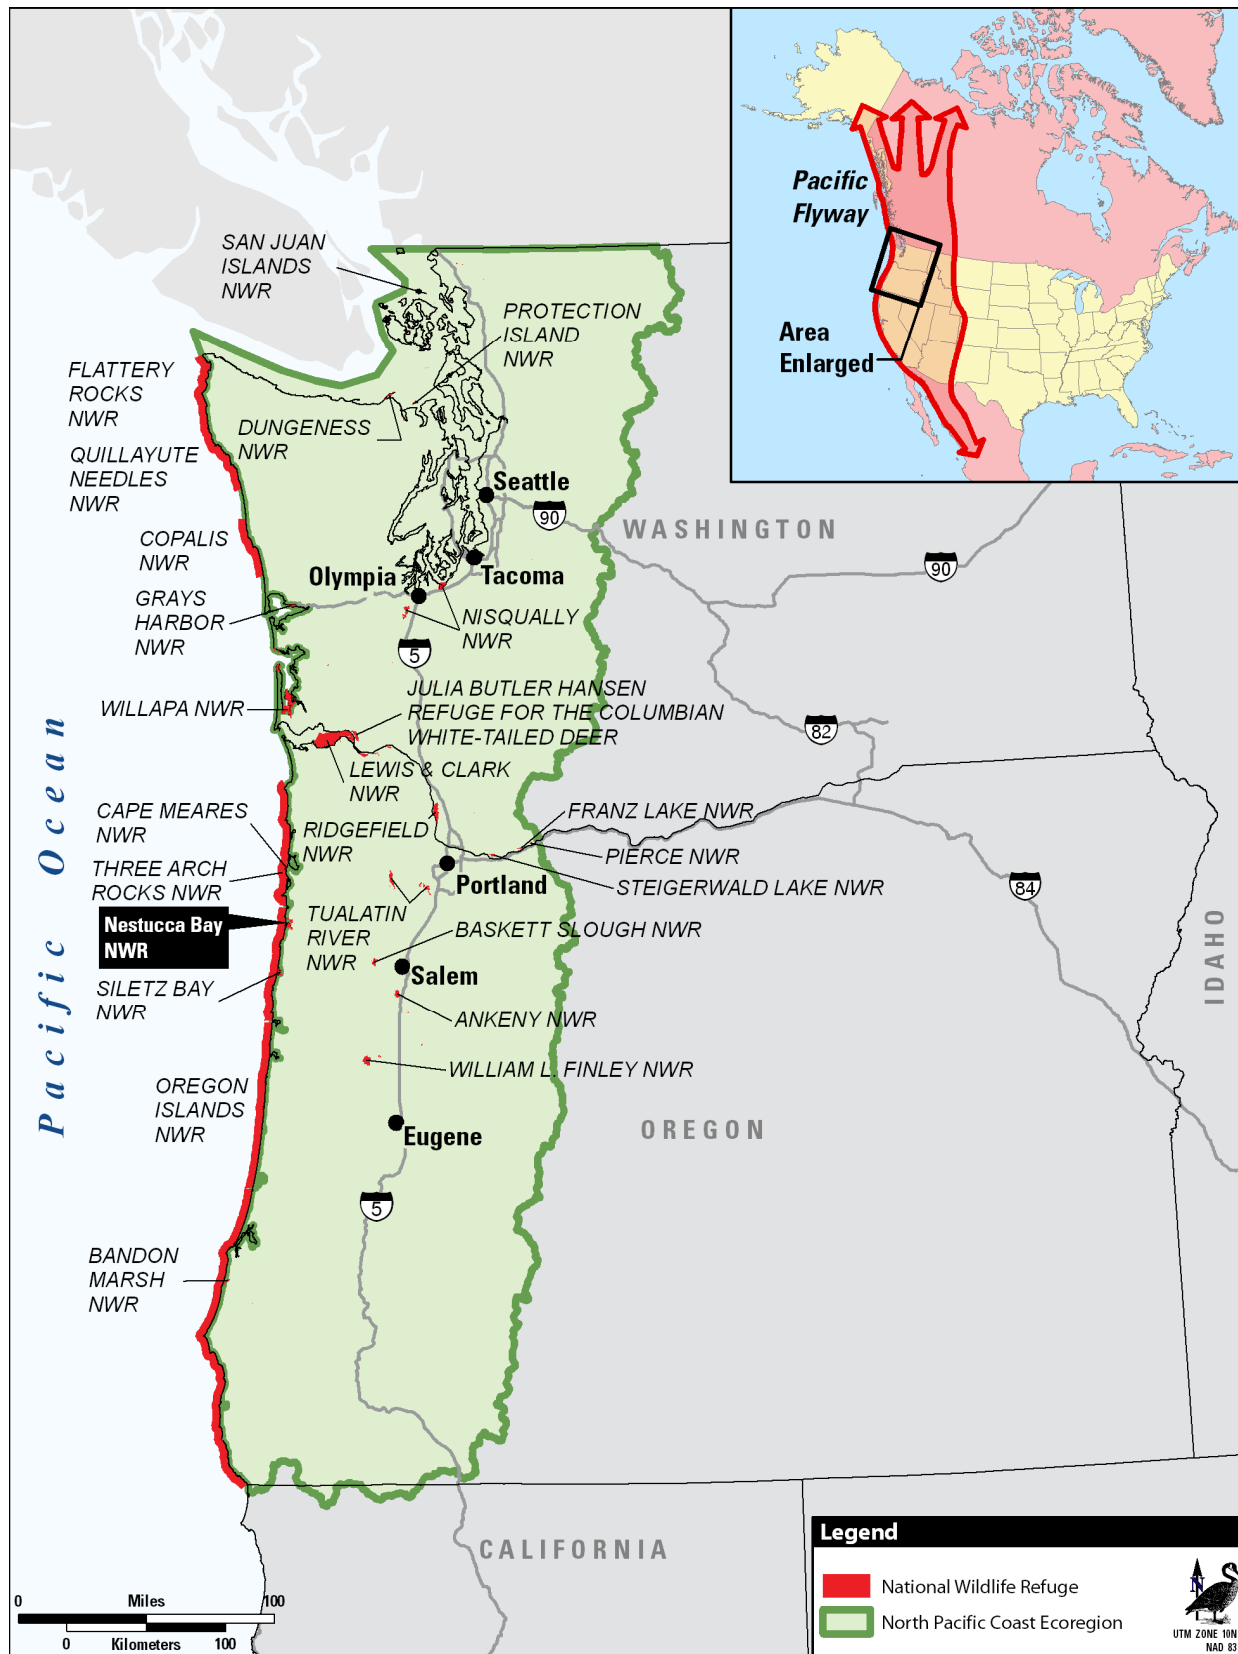 Pacific
Flyway
Area
Enlarged
SAN JUAN
ISLANDS
NWR
PROTECTION
ISLAND
NWR
FLATTERY
ROCKS
NWR
DUNGENESS
NWR
QUILLAYUTE
NEEDLES
NWR
Seattle
90
WASHINGTON
COPALIS
NWR
90
Olympia
Tacoma
GRAYS
HARBOR
NWR
NISQUALLY
NWR
5
JULIA BUTLER HANSEN
REFUGE FOR THE COLUMBIAN
WHITE-TAILED DEER
WILLAPA NWR
82
LEWIS & CLARK
NWR
CAPE MEARES
NWR
RIDGEFIELD
NWR
FRANZ LAKE NWR
PIERCE NWR
STEIGERWALD LAKE NWR
THREE ARCH
ROCKS NWR
Portland
84
Nestucca Bay
NWR
TUALATIN
RIVER
NWR
BASKETT SLOUGH NWR
Salem
SILETZ BAY
NWR
ANKENY NWR
IDAHO
Pacific Ocean
WILLIAM L. FINLEY NWR
OREGON
ISLANDS
NWR
Eugene
OREGON
5
BANDON
MARSH
NWR
CALIFORNIA
0 Miles 100
0 Kilometers 100
Legend
National Wildlife Refuge
North Pacific Coast Ecoregion
N
UTM ZONE 10N
NAD 83